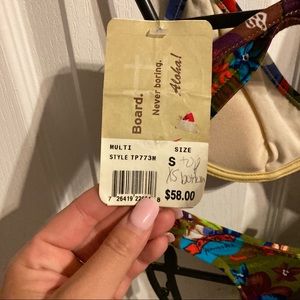 Board.
Never boring.
Aloha!
MULTI
STYLE TP773M
SIZE
S top
XS bottom
$58.00